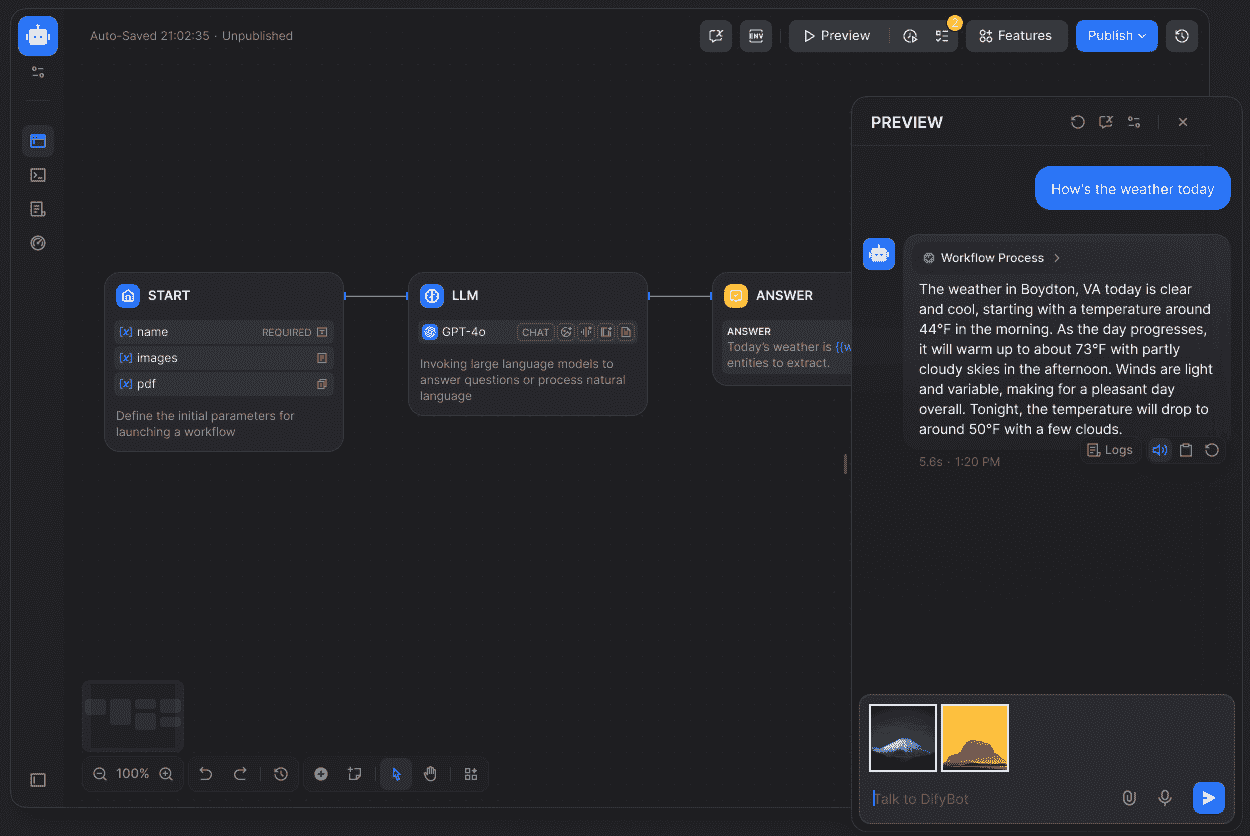 Auto-Saved 21:02:35 · Unpublished
ENV
Preview
2
Features
Publish
START
[x] name REQUIRED
[x] images
[x] pdf
Define the initial parameters for
launching a workflow
LLM
GPT-4o CHAT
Invoking large language models to
answer questions or process natural
language
ANSWER
ANSWER
Today's weather is {{w
entities to extract.
100%
PREVIEW
How's the weather today
Workflow Process
The weather in Boydton, VA today is clear
and cool, starting with a temperature around
44°F in the morning. As the day progresses,
it will warm up to about 73°F with partly
cloudy skies in the afternoon. Winds are light
and variable, making for a pleasant day
overall. Tonight, the temperature will drop to
around 50°F with a few clouds.
Logs
5.6s · 1:20 PM
Talk to DifyBot